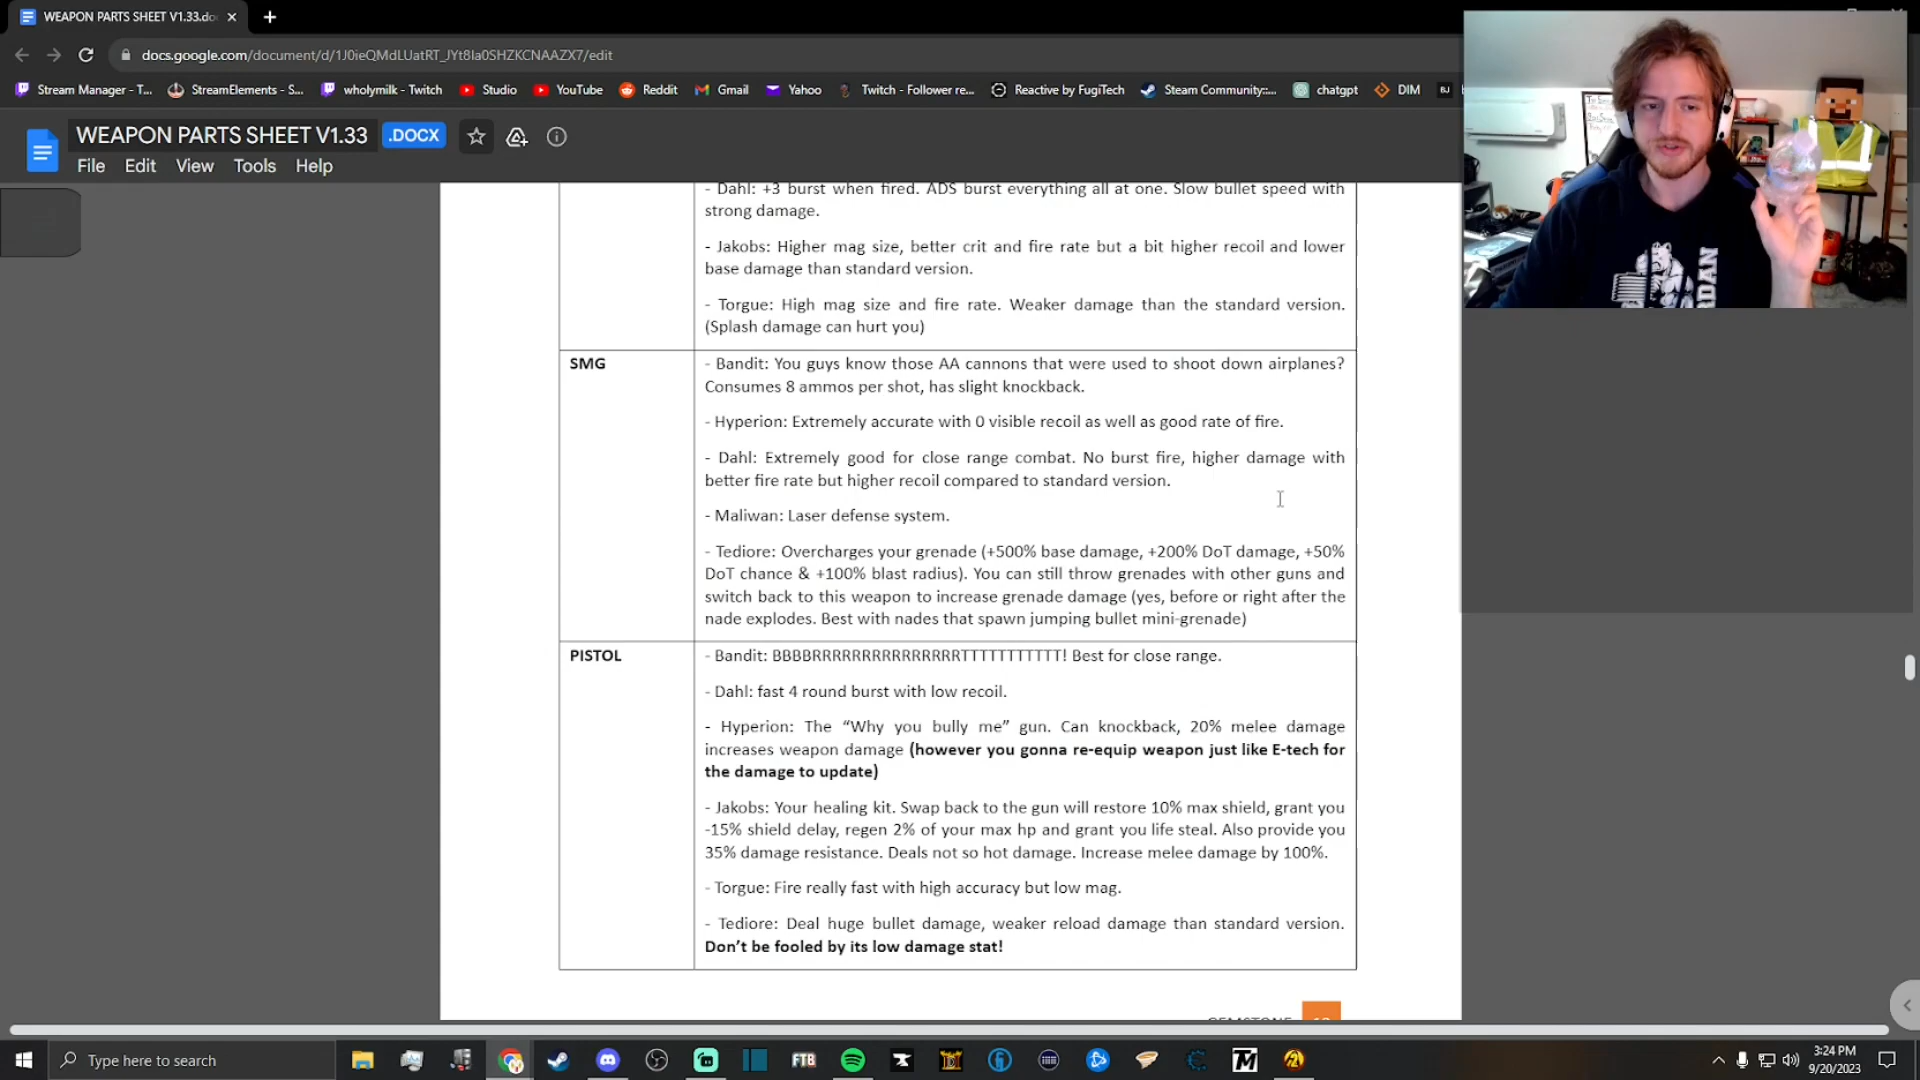 WEAPON PARTS SHEET V1.33.do
docs.google.com/document/d/1J0ieQMdLUatRT_JYt8Ia0SHZKCNAAZX7/edit
Stream Manager - T... StreamElements - S... wholymilk - Twitch Studio YouTube Reddit Gmail Yahoo Twitch - Follower re... Reactive by FugiTech Steam Community::... chatgpt DIM
WEAPON PARTS SHEET V1.33 .DOCX
File Edit View Tools Help
- Dahl: +3 burst when fired. ADS burst everything all at one. Slow bullet speed with
strong damage.
- Jakobs: Higher mag size, better crit and fire rate but a bit higher recoil and lower
base damage than standard version.
- Torgue: High mag size and fire rate. Weaker damage than the standard version.
(Splash damage can hurt you)
SMG
- Bandit: You guys know those AA cannons that were used to shoot down airplanes?
Consumes 8 ammos per shot, has slight knockback.
- Hyperion: Extremely accurate with 0 visible recoil as well as good rate of fire.
- Dahl: Extremely good for close range combat. No burst fire, higher damage with
better fire rate but higher recoil compared to standard version.
- Maliwan: Laser defense system.
- Tediore: Overcharges your grenade (+500% base damage, +200% DoT damage, +50%
DoT chance & +100% blast radius). You can still throw grenades with other guns and
switch back to this weapon to increase grenade damage (yes, before or right after the
nade explodes. Best with nades that spawn jumping bullet mini-grenade)
PISTOL
- Bandit: BBBBRRRRRRRRRRRRRRRTTTTTTTTTTT! Best for close range.
- Dahl: fast 4 round burst with low recoil.
- Hyperion: The “Why you bully me” gun. Can knockback, 20% melee damage
increases weapon damage (however you gonna re-equip weapon just like E-tech for
the damage to update)
- Jakobs: Your healing kit. Swap back to the gun will restore 10% max shield, grant you
-15% shield delay, regen 2% of your max hp and grant you life steal. Also provide you
35% damage resistance. Deals not so hot damage. Increase melee damage by 100%.
- Torgue: Fire really fast with high accuracy but low mag.
- Tediore: Deal huge bullet damage, weaker reload damage than standard version.
Don’t be fooled by its low damage stat!
Type here to search
FTB
3:24 PM
9/20/2023